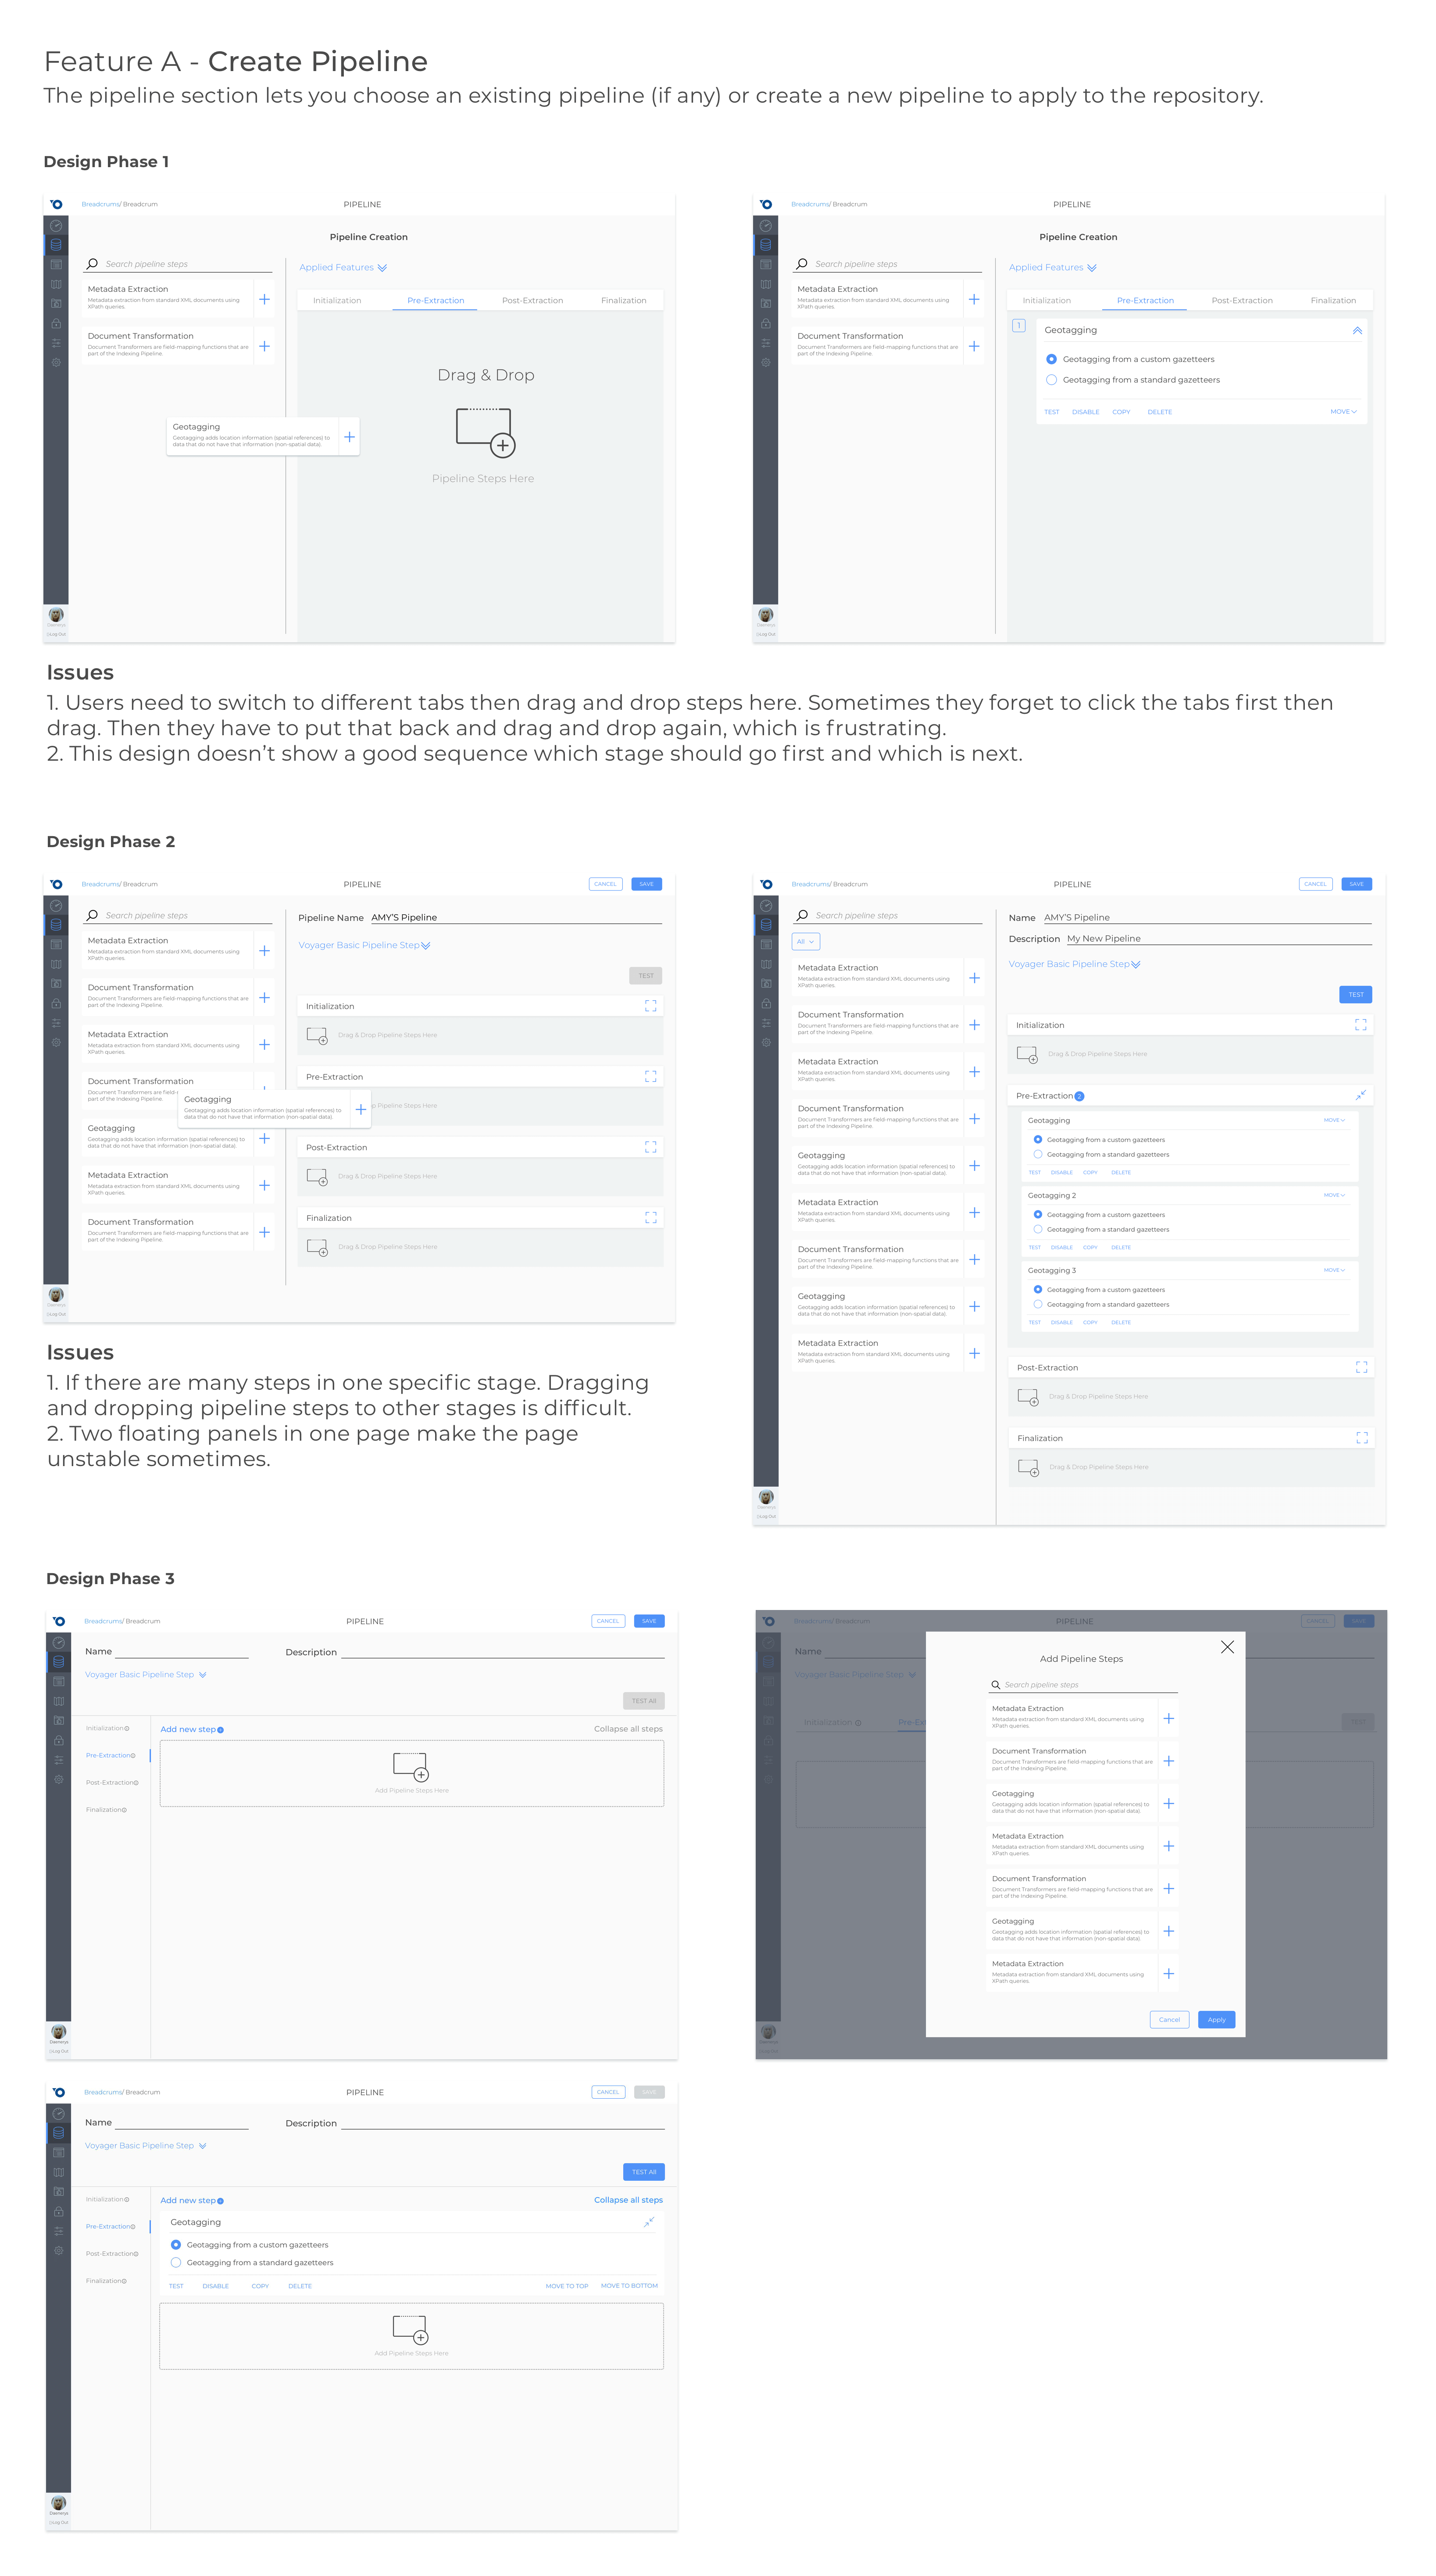 Feature A - Create Pipeline
The pipeline section lets you choose an existing pipeline (if any) or create a new pipeline to apply to the repository.
Design Phase 1
Breadcrums/ Breadcrum
PIPELINE
Pipeline Creation
Search pipeline steps
Applied Features
Metadata Extraction
Metadata extraction from standard XML documents using
XPath queries.
Document Transformation
Document Transformers are field-mapping functions that are
part of the Indexing Pipeline.
Initialization
Pre-Extraction
Post-Extraction
Finalization
Drag & Drop
Pipeline Steps Here
Geotagging
Geotagging adds location information (spatial references) to
data that do not have that information (non-spatial data).
Log Out
Breadcrums/ Breadcrum
PIPELINE
Pipeline Creation
Search pipeline steps
Applied Features
Metadata Extraction
Metadata extraction from standard XML documents using
XPath queries.
Document Transformation
Document Transformers are field-mapping functions that are
part of the Indexing Pipeline.
Initialization
Pre-Extraction
Post-Extraction
Finalization
1
Geotagging
Geotagging from a custom gazetteers
Geotagging from a standard gazetteers
TEST DISABLE COPY DELETE MOVE
Log Out
Issues
1. Users need to switch to different tabs then drag and drop steps here. Sometimes they forget to click the tabs first then
drag. Then they have to put that back and drag and drop again, which is frustrating.
2. This design doesn't show a good sequence which stage should go first and which is next.
Design Phase 2
Breadcrums/ Breadcrum
PIPELINE
CANCEL SAVE
Search pipeline steps
Metadata Extraction
Metadata extraction from standard XML documents using
XPath queries.
Document Transformation
Document Transformers are field-mapping functions that are
part of the Indexing Pipeline.
Metadata Extraction
Metadata extraction from standard XML documents using
XPath queries.
Document Transformation
Document Transformers are field-
part of the Indexing Pipeline.
Geotagging
Geotagging adds location information (spatial references) to
data that do not have that information (non-spatial data).
Geotagging
Geotagging adds location information (spatial references) to
data that do not have that information (non-spatial data).
Metadata Extraction
Metadata extraction from standard XML documents using
XPath queries.
Document Transformation
Document Transformers are field-mapping functions that are
part of the Indexing Pipeline.
Pipeline Name AMY'S Pipeline
Voyager Basic Pipeline Step
TEST
Initialization
Drag & Drop Pipeline Steps Here
Pre-Extraction
Pipeline Steps Here
Post-Extraction
Drag & Drop Pipeline Steps Here
Finalization
Drag & Drop Pipeline Steps Here
Log Out
Issues
1. If there are many steps in one specific stage. Dragging
and dropping pipeline steps to other stages is difficult.
2. Two floating panels in one page make the page
unstable sometimes.
Breadcrums/ Breadcrum
PIPELINE
CANCEL SAVE
Search pipeline steps
All
Metadata Extraction
Metadata extraction from standard XML documents using
XPath queries.
Document Transformation
Document Transformers are field-mapping functions that are
part of the Indexing Pipeline.
Metadata Extraction
Metadata extraction from standard XML documents using
XPath queries.
Document Transformation
Document Transformers are field-mapping functions that are
part of the Indexing Pipeline.
Geotagging
Geotagging adds location information (spatial references) to
data that do not have that information (non-spatial data).
Metadata Extraction
Metadata extraction from standard XML documents using
XPath queries.
Document Transformation
Document Transformers are field-mapping functions that are
part of the Indexing Pipeline.
Geotagging
Geotagging adds location information (spatial references) to
data that do not have that information (non-spatial data).
Metadata Extraction
Metadata extraction from standard XML documents using
XPath queries.
Name AMY'S Pipeline
Description My New Pipeline
Voyager Basic Pipeline Step
TEST
Initialization
Drag & Drop Pipeline Steps Here
Pre-Extraction 2
Geotagging MOVE
Geotagging from a custom gazetteers
Geotagging from a standard gazetteers
TEST DISABLE COPY DELETE
Geotagging 2 MOVE
Geotagging from a custom gazetteers
Geotagging from a standard gazetteers
TEST DISABLE COPY DELETE
Geotagging 3 MOVE
Geotagging from a custom gazetteers
Geotagging from a standard gazetteers
TEST DISABLE COPY DELETE
Post-Extraction
Drag & Drop Pipeline Steps Here
Finalization
Drag & Drop Pipeline Steps Here
Log Out
Design Phase 3
Breadcrums/ Breadcrum
PIPELINE
CANCEL SAVE
Name
Description
Voyager Basic Pipeline Step
TEST All
Initialization
Pre-Extraction
Post-Extraction
Finalization
Add new step
Collapse all steps
Add Pipeline Steps Here
Log Out
Breadcrums/ Breadcrum
PIPELINE
CANCEL SAVE
Name
Voyager Basic Pipeline Step
Initialization
Pre-Ex
TEST
Add Pipeline Steps
Search pipeline steps
Metadata Extraction
Metadata extraction from standard XML documents using
XPath queries.
Document Transformation
Document Transformers are field-mapping functions that are
part of the Indexing Pipeline.
Geotagging
Geotagging adds location information (spatial references) to
data that do not have that information (non-spatial data).
Metadata Extraction
Metadata extraction from standard XML documents using
XPath queries.
Document Transformation
Document Transformers are field-mapping functions that are
part of the Indexing Pipeline.
Geotagging
Geotagging adds location information (spatial references) to
data that do not have that information (non-spatial data).
Metadata Extraction
Metadata extraction from standard XML documents using
XPath queries.
Cancel Apply
Breadcrums/ Breadcrum
PIPELINE
CANCEL SAVE
Name
Description
Voyager Basic Pipeline Step
TEST All
Initialization
Pre-Extraction
Post-Extraction
Finalization
Add new step
Collapse all steps
Geotagging
Geotagging from a custom gazetteers
Geotagging from a standard gazetteers
TEST DISABLE COPY DELETE MOVE TO TOP MOVE TO BOTTOM
Add Pipeline Steps Here
Log Out